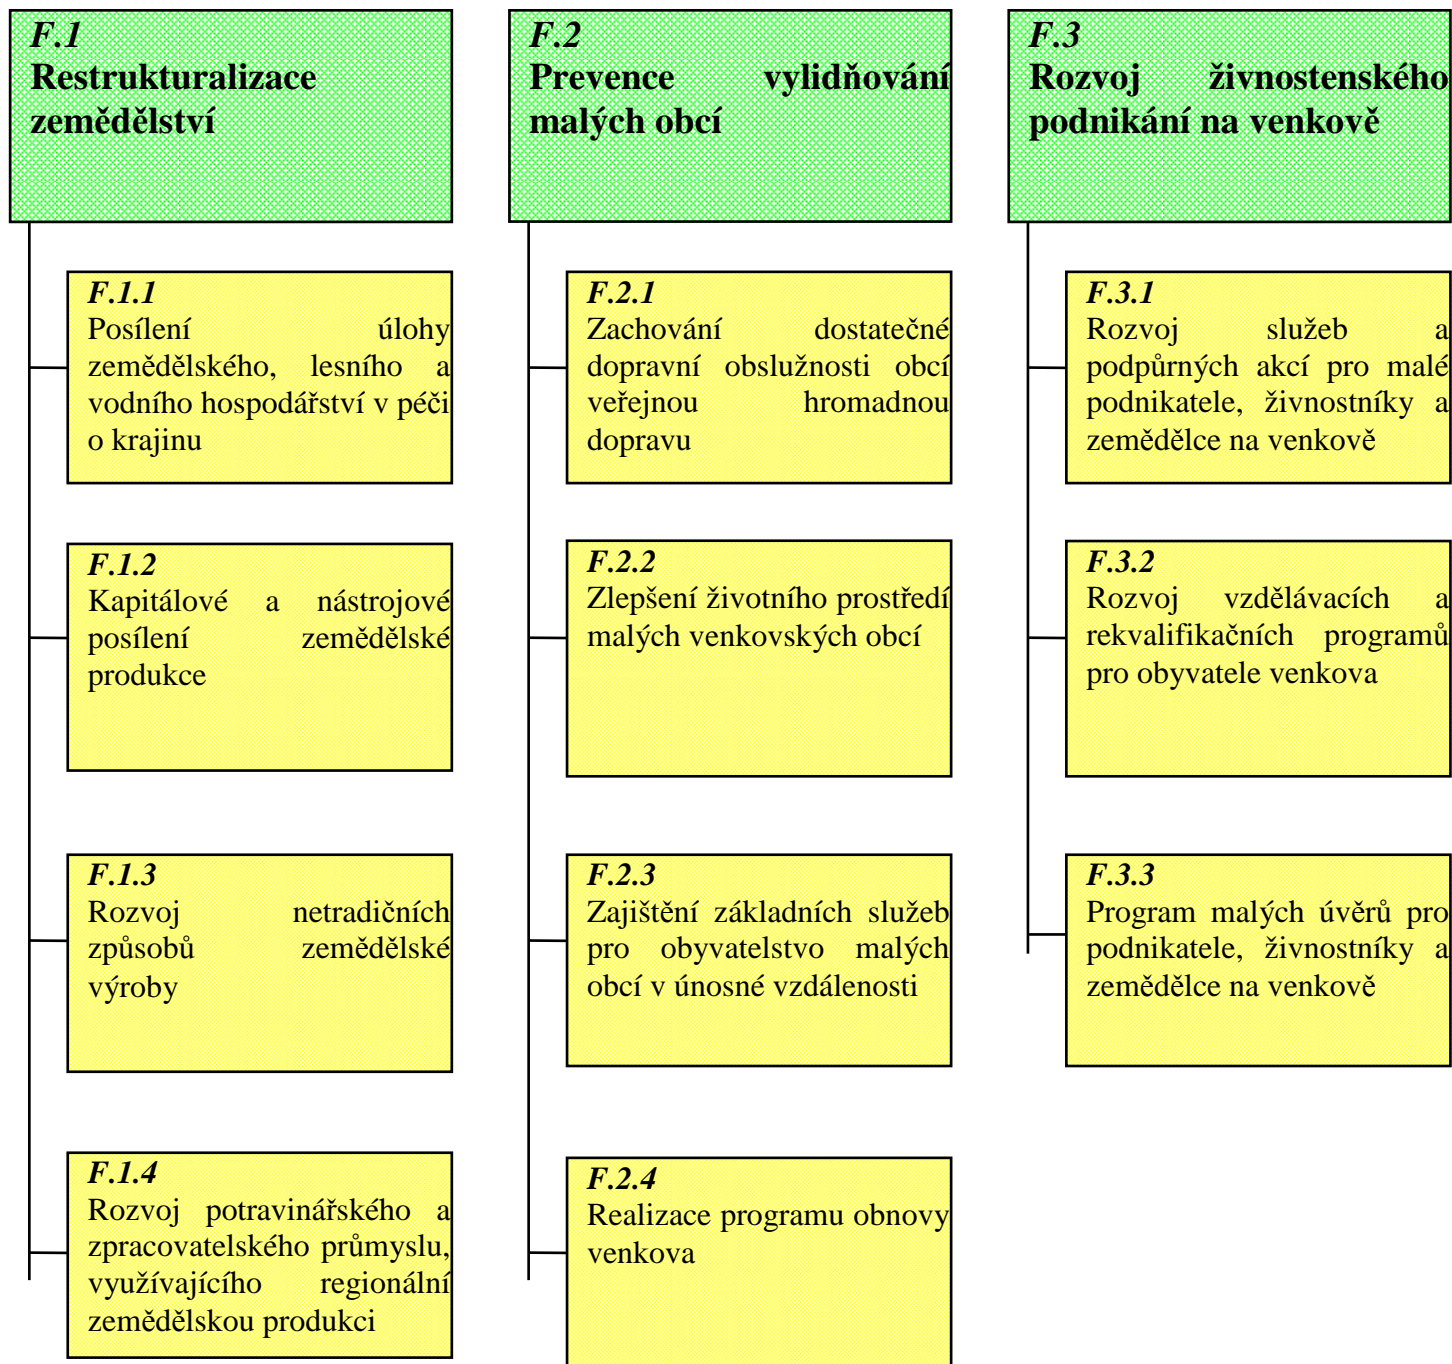 F.1
Restrukturalizace
zemědělství
F.1.1
Posílení úlohy
zemědělského, lesního a
vodního hospodářství v péči
o krajinu
F.1.2
Kapitálové a nástrojové
posílení zemědělské
produkce
F.1.3
Rozvoj netradičních
způsobů zemědělské
výroby
F.1.4
Rozvoj potravinářského a
zpracovatelského průmyslu,
využívajícího regionální
zemědělskou produkci
F.2
Prevence vylidňování
malých obcí
F.2.1
Zachování dostatečné
dopravní obslužnosti obcí
veřejnou hromadnou
dopravu
F.2.2
Zlepšení životního prostředí
malých venkovských obcí
F.2.3
Zajištění základních služeb
pro obyvatelstvo malých
obcí v únosné vzdálenosti
F.2.4
Realizace programu obnovy
venkova
F.3
Rozvoj živnostenského
podnikání na venkově
F.3.1
Rozvoj služeb a
podpůrných akcí pro malé
podnikatele, živnostníky a
zemědělce na venkově
F.3.2
Rozvoj vzdělávacích a
rekvalifikačních programů
pro obyvatele venkova
F.3.3
Program malých úvěrů pro
podnikatele, živnostníky a
zemědělce na venkově